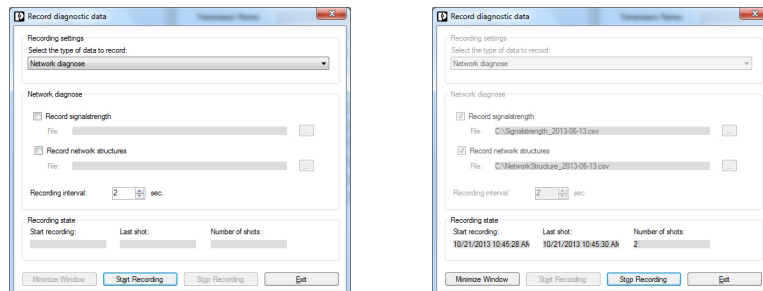 Record diagnostic data
Recording settings
Select the type of data to record:
Network diagnose
Network diagnose
Record signalstrength
File:
...
Record network structures
File:
...
Recording interval: 2 sec.
Recording state
Start recording: Last shot: Number of shots:
Minimize Window Start Recording Stop Recording Exit
Record diagnostic data
Recording settings
Select the type of data to record:
Network diagnose
Network diagnose
Record signalstrength
File: C:\Signalstrength_2013-06-13.csv ...
Record network structures
File: C:\NetworkStructure_2013-06-13.csv ...
Recording interval: 2 sec.
Recording state
Start recording: Last shot: Number of shots:
10/21/2013 10:45:28 AM 10/21/2013 10:45:30 AM 2
Minimize Window Start Recording Stop Recording Exit